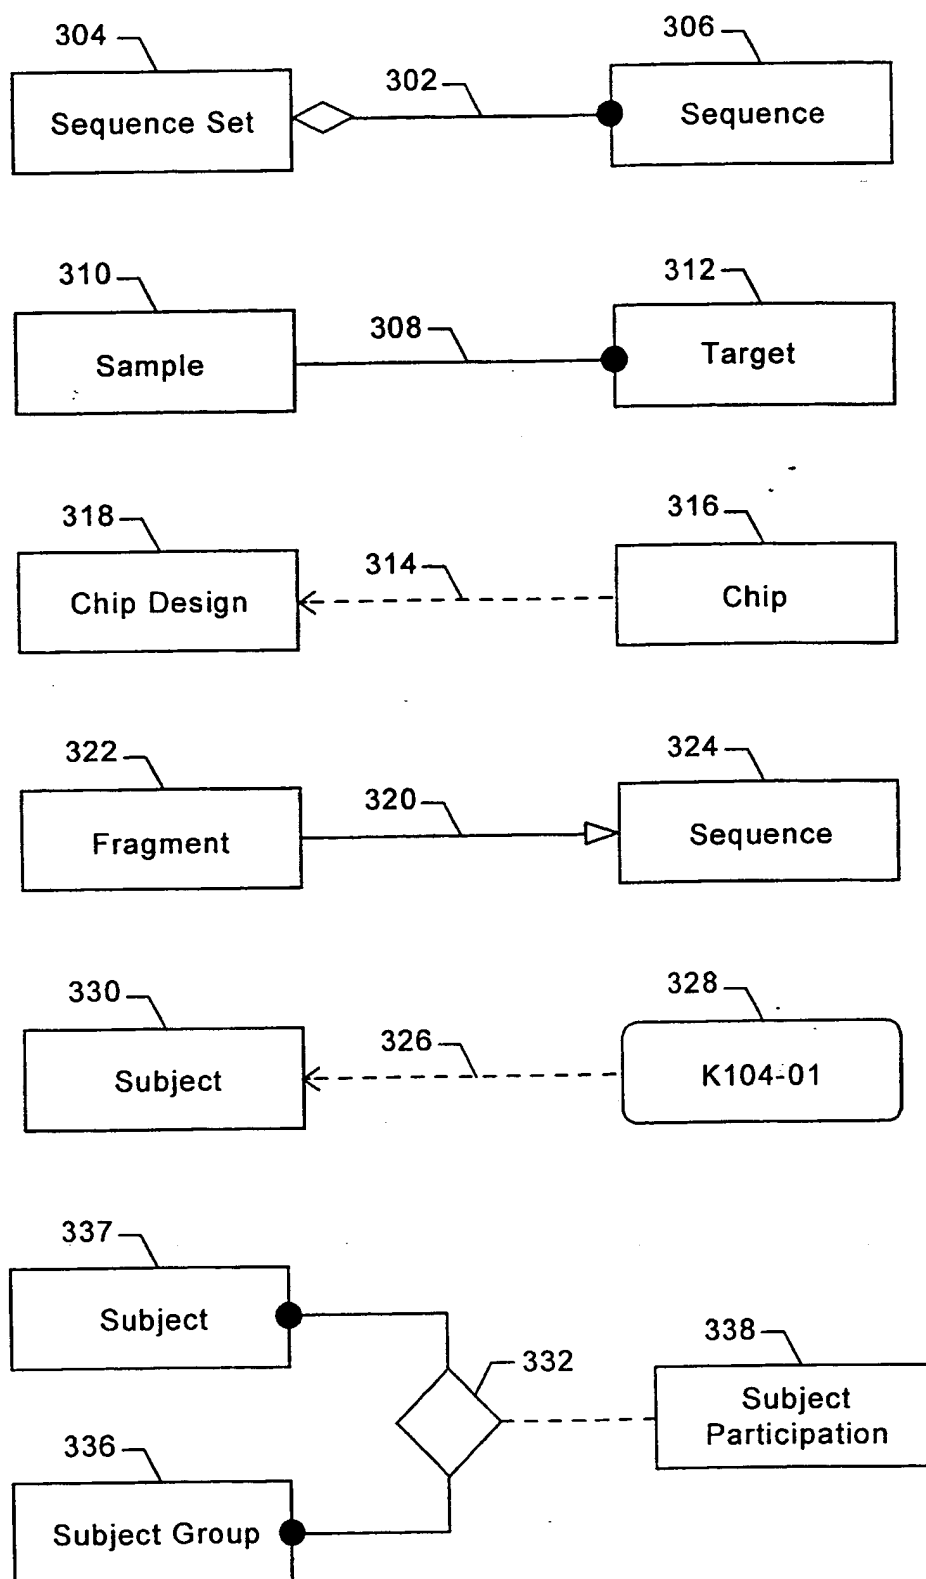 304
306
302
Sequence Set
Sequence
310
312
308
Sample
Target
318
316
314
Chip Design
Chip
322
324
320
Fragment
Sequence
330
328
326
Subject
K104-01
337
Subject
338
332
Subject
Participation
336
Subject Group